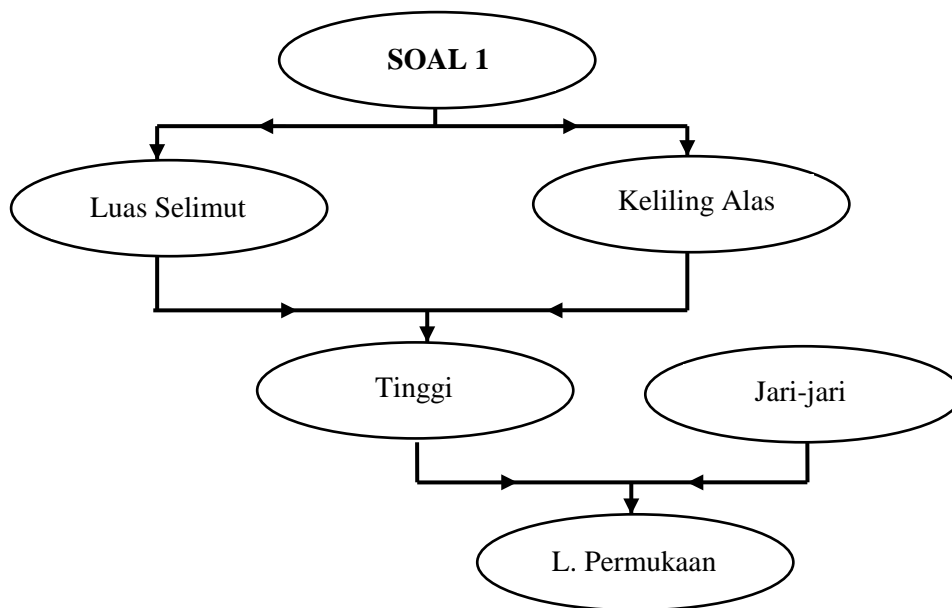 SOAL 1
Luas Selimut
Keliling Alas
Tinggi
Jari-jari
L. Permukaan